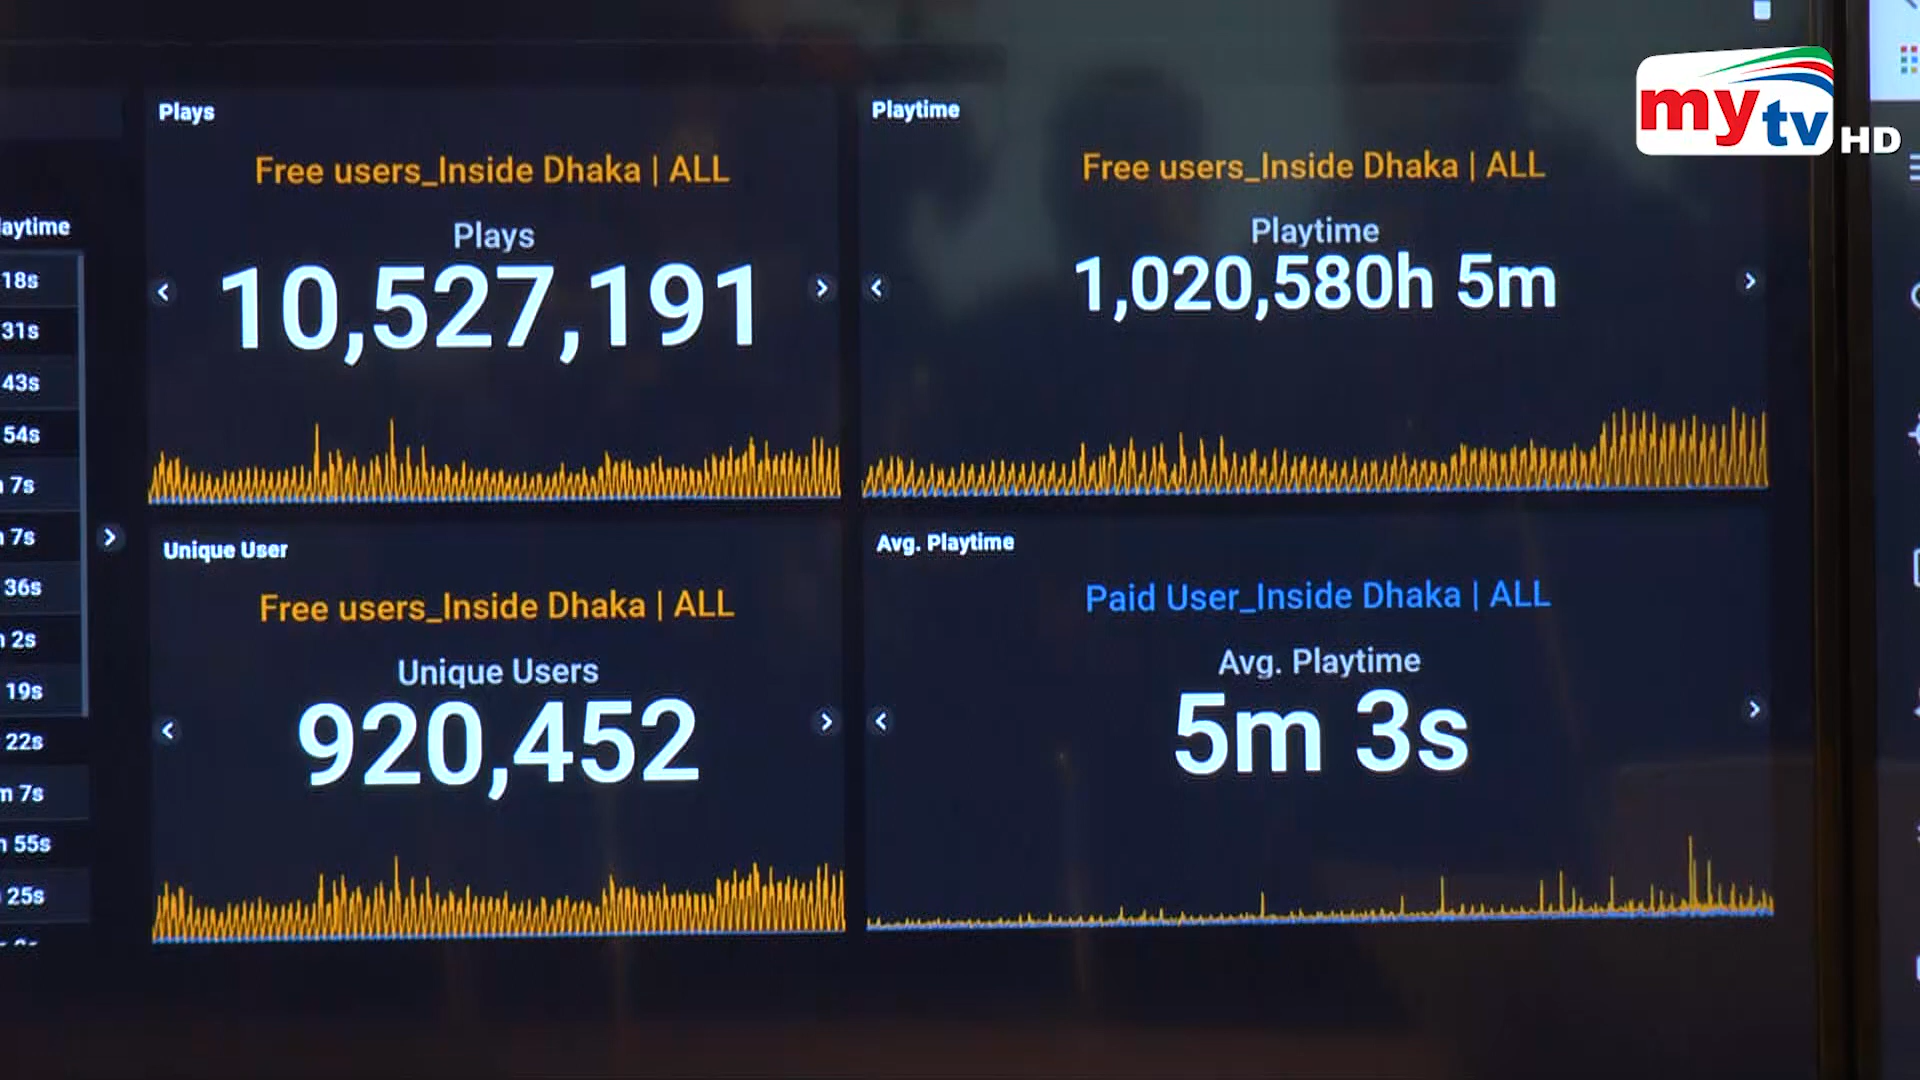 mytv HD
Plays
Free users_Inside Dhaka | ALL
Plays
10,527,191
Playtime
Free users_Inside Dhaka | ALL
Playtime
1,020,580h 5m
18s
31s
43s
54s
7s
7s
36s
2s
19s
22s
7s
55s
25s
Unique User
Free users_Inside Dhaka | ALL
Unique Users
920,452
Avg. Playtime
Paid User_Inside Dhaka | ALL
Avg. Playtime
5m 3s